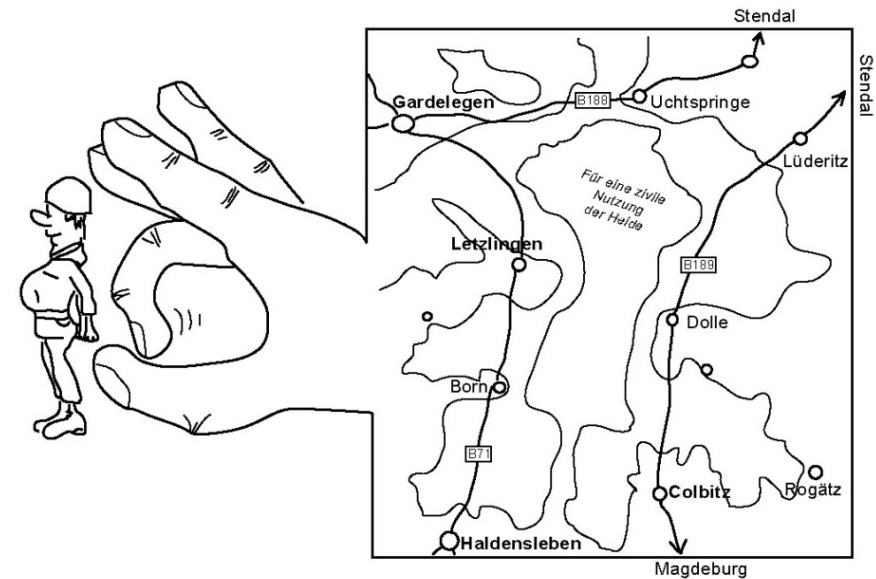 Stendal
Stendal
Gardelegen
B188
Uchtspringe
Lüderitz
Für eine zivile
Nutzung
der Heide
Letzlingen
B189
Dolle
Born
B71
Colbitz
Rogätz
Haldensleben
Magdeburg